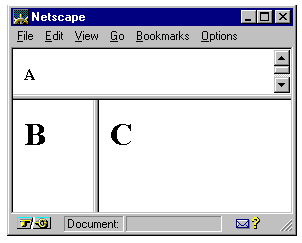 Netscape
File Edit View Go Bookmarks Options
A
B C
Document: ?